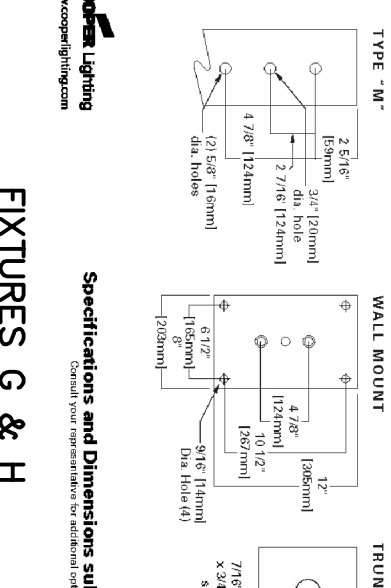 TYPE "M"
2 5/16"
[59mm]
3/4" [20mm]
dia. hole
2 7/16" [124mm]
4 7/8" [124mm]
(2) 5/8" [16mm]
dia. holes
WALL MOUNT
12"
[305mm]
10 1/2"
[267mm]
4 7/8"
[124mm]
9/16" [14mm]
Dia. Hole (4)
6 1/2"
[165mm]
8"
[203mm]
TRUN
7/16"
x 3/4
s
COOPER Lighting
w.cooperlighting.com
Specifications and Dimensions su
Consult your representative for additional opt
FIXTURES G & H